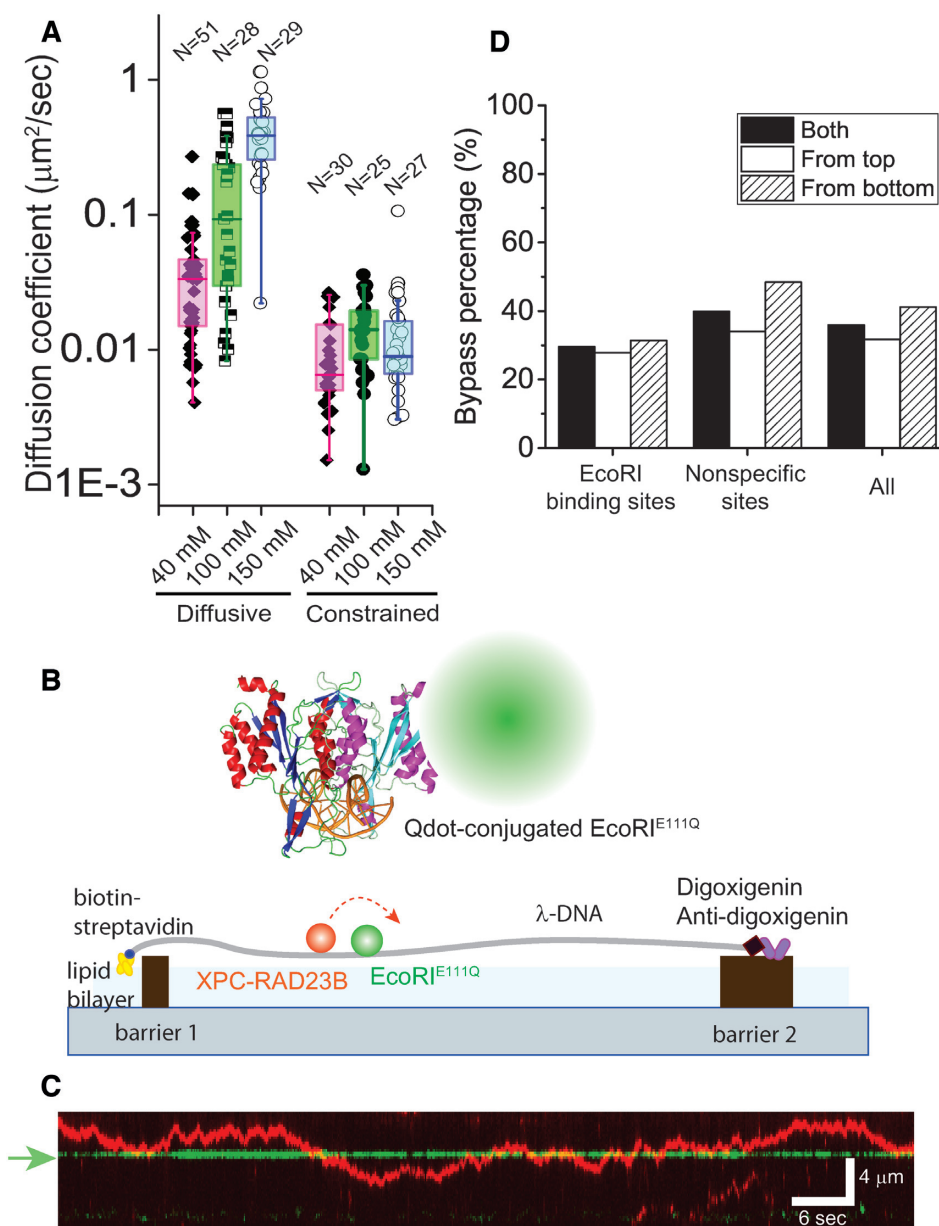 A
N=51
N=28
N=29
N=30
N=25
N=27
Diffusion coefficient (μm²/sec)
1
0.1
0.01
1E-3
40 mM
100 mM
150 mM
40 mM
100 mM
150 mM
Diffusive
Constrained
D
Both
From top
From bottom
Bypass percentage (%)
100
80
60
40
20
0
EcoRI
binding sites
Nonspecific
sites
All
B
Qdot-conjugated EcoRI^E111Q
biotin-
streptavidin
Digoxigenin
Anti-digoxigenin
λ-DNA
lipid
bilayer
XPC-RAD23B
EcoRI^E111Q
barrier 1
barrier 2
C
4 μm
6 sec